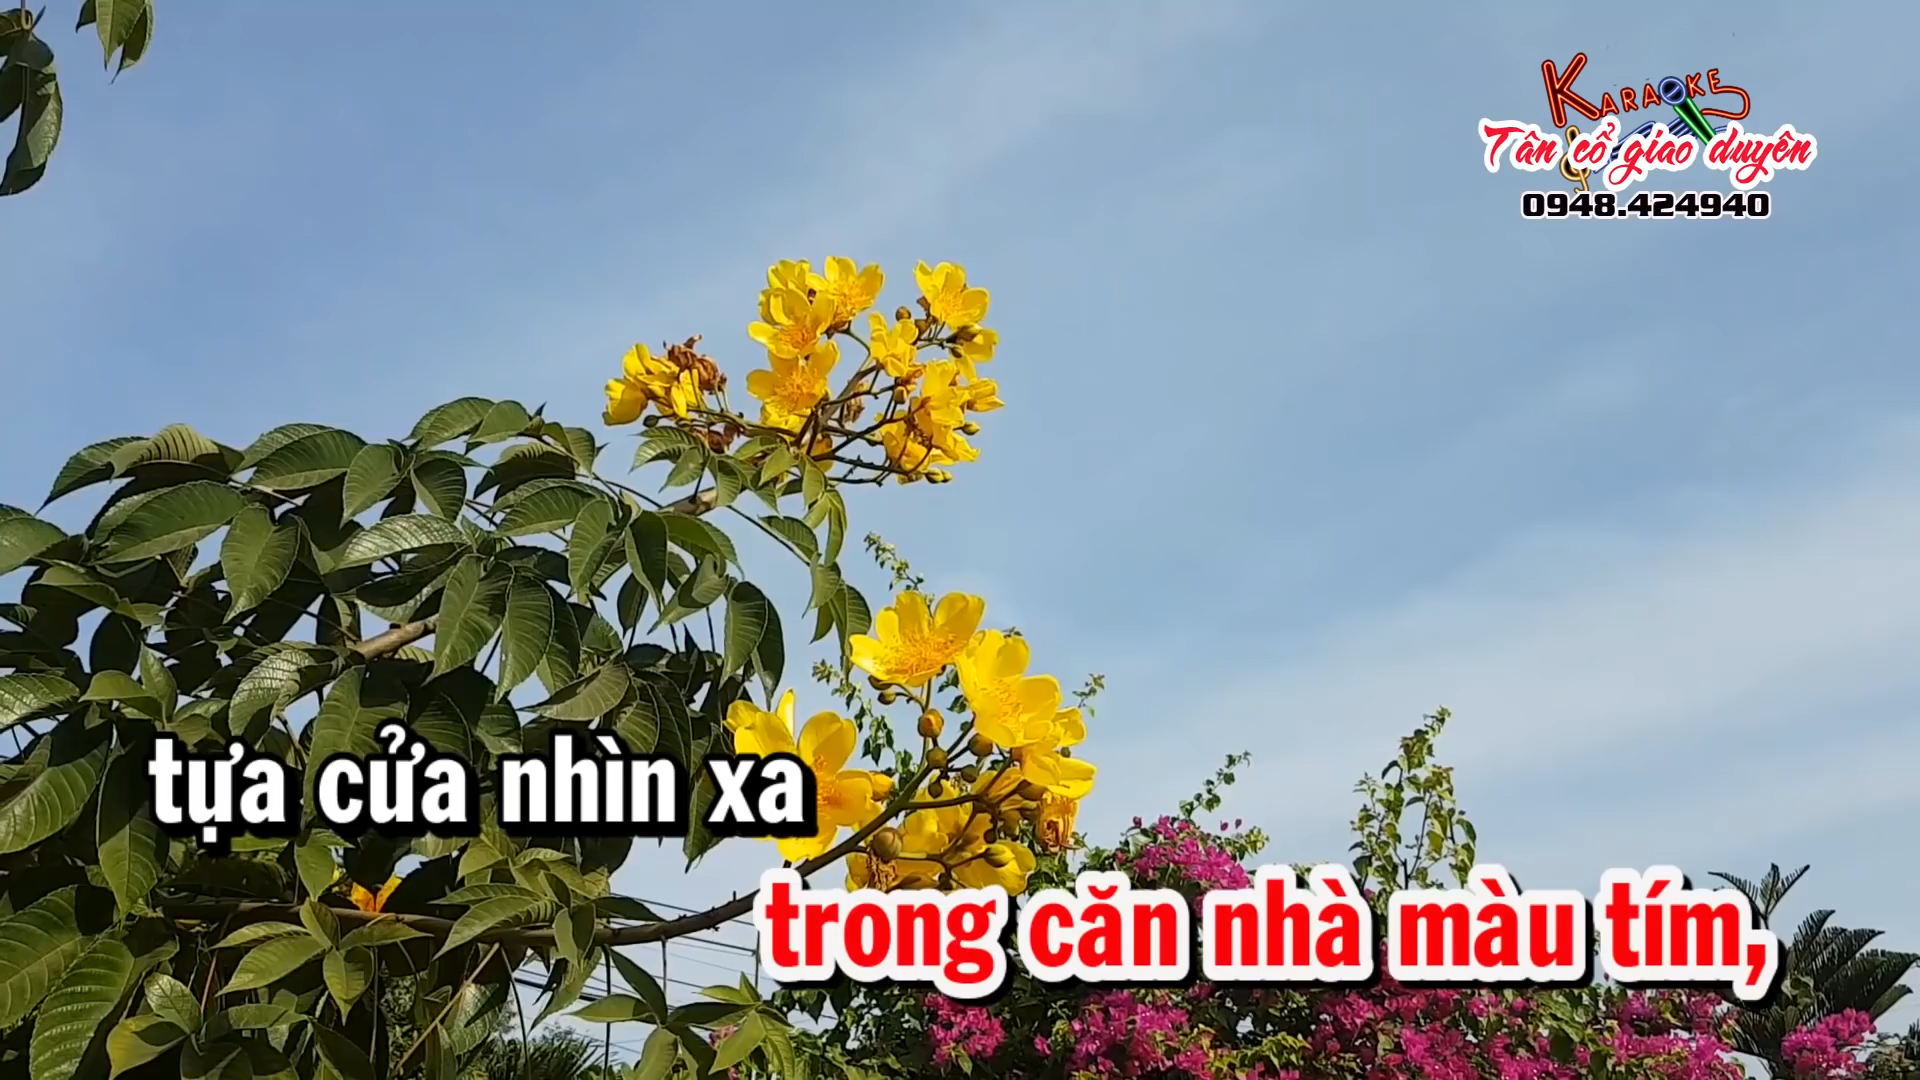 KARAOKE
Tân cổ giao duyên
0948.424940
tựa cửa nhìn xa
trong căn nhà màu tím,